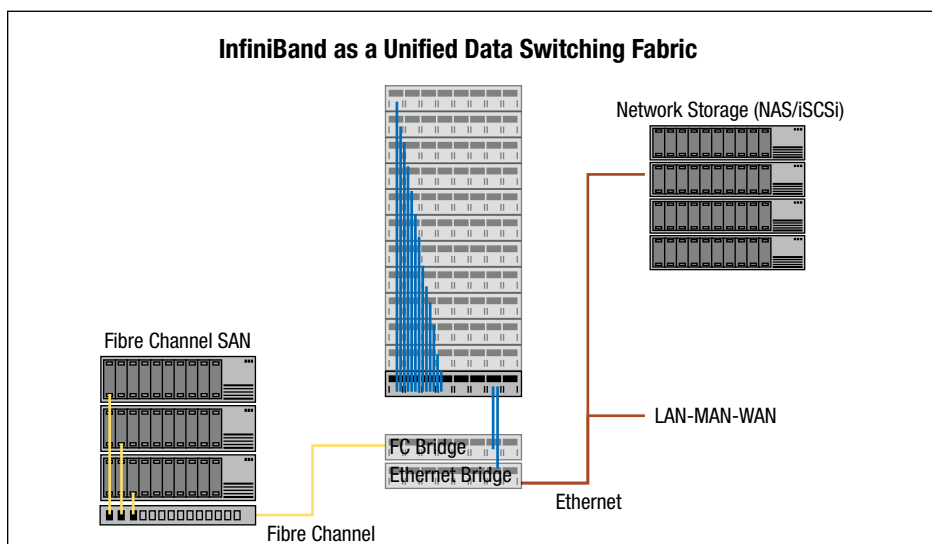 InfiniBand as a Unified Data Switching Fabric
Network Storage (NAS/iSCSi)
Fibre Channel SAN
LAN-MAN-WAN
FC Bridge
Ethernet Bridge
Ethernet
Fibre Channel